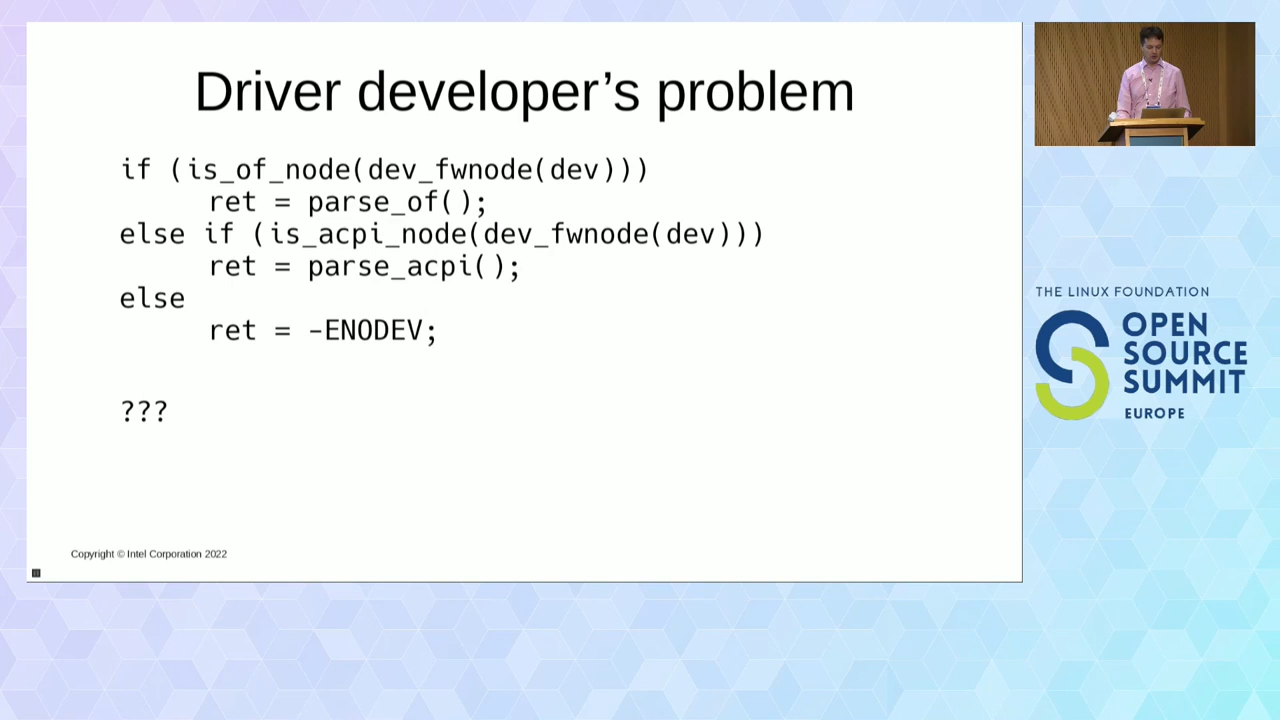 Driver developer’s problem
if (is_of_node(dev_fwnode(dev)))
ret = parse_of();
else if (is_acpi_node(dev_fwnode(dev)))
ret = parse_acpi();
else
ret = -ENODEV;
???
Copyright © Intel Corporation 2022
THE LINUX FOUNDATION
OPEN
SOURCE
SUMMIT
EUROPE